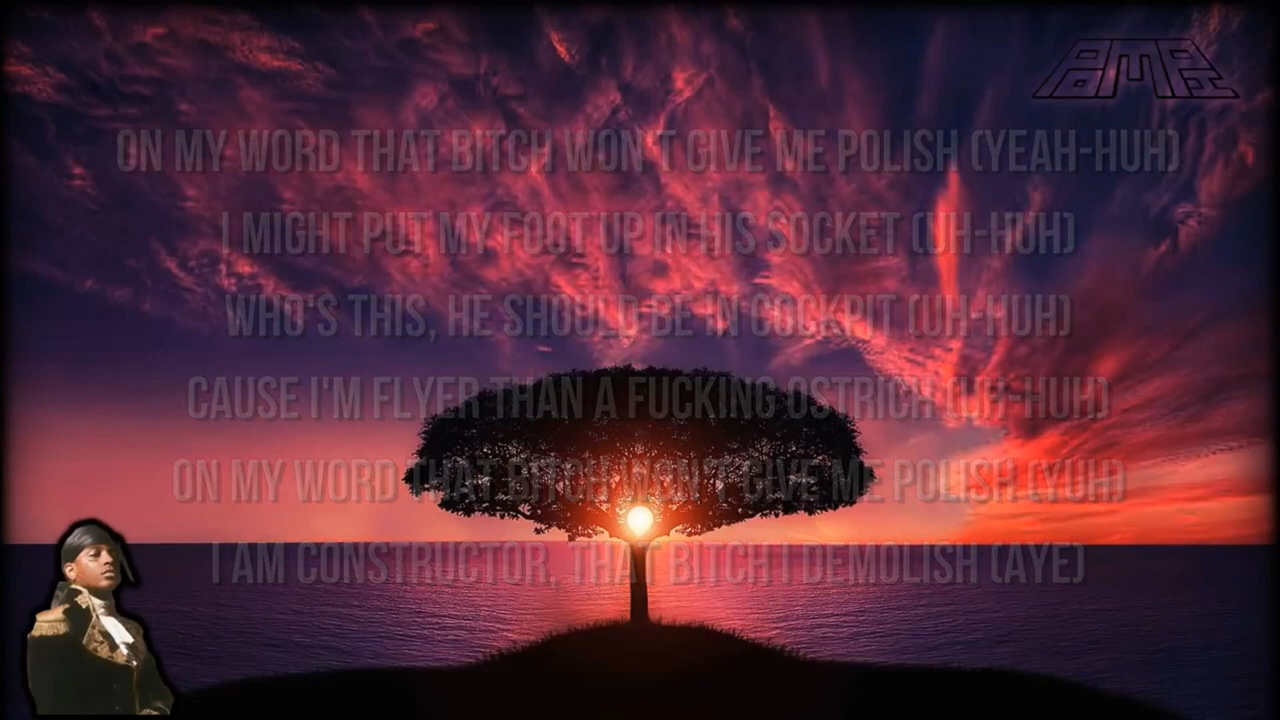 POMPEI
ON MY WORD THAT BITCH WON'T GIVE ME POLISH (YEAH-HUH)
I MIGHT PUT MY FOOT UP IN HIS SOCKET (UH-HUH)
WHO'S THIS, HE SHOULD BE IN COCKPIT (UH-HUH)
CAUSE I'M FLYER THAN A FUCKING OSTRICH (UH-HUH)
ON MY WORD THAT BITCH WON'T GIVE ME POLISH (YUH)
I AM CONSTRUCTOR, THAT BITCH I DEMOLISH (AYE)